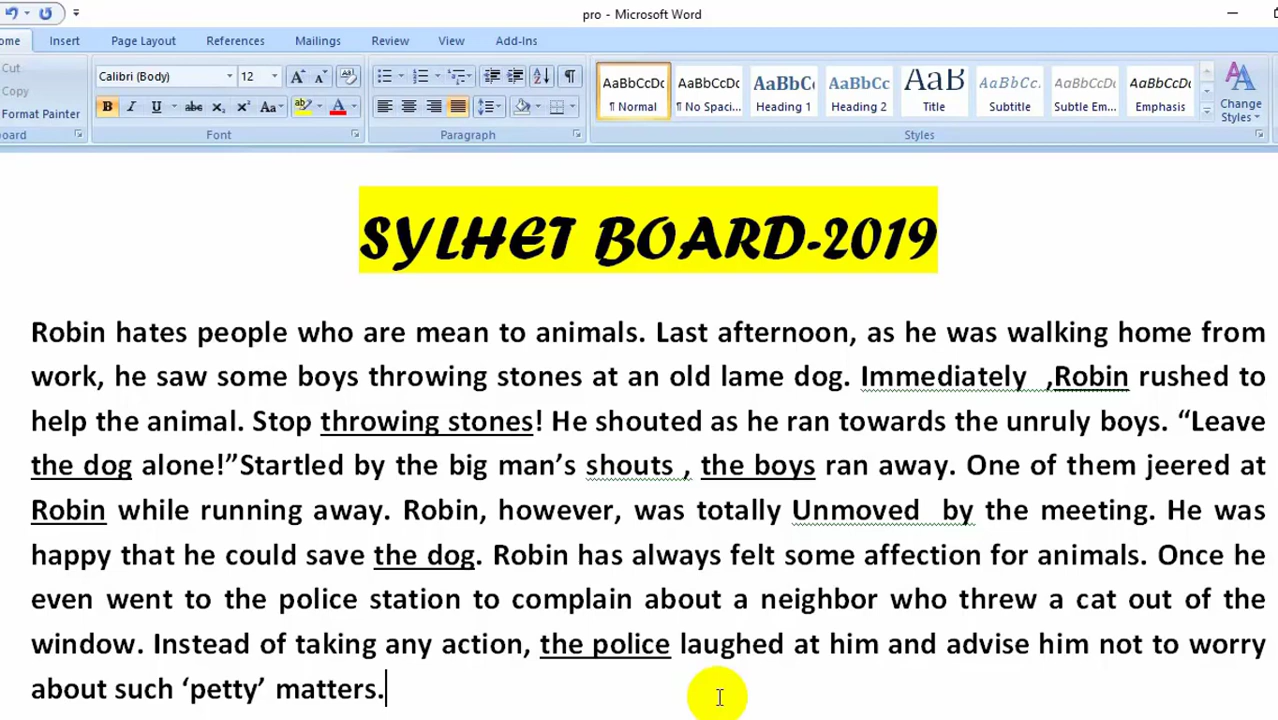 pro - Microsoft Word
ome Insert Page Layout References Mailings Review View Add-Ins
Cut
Copy
Format Painter
oard
Calibri (Body) 12
B I U abc x₂ x² Aa ab A
Font
Paragraph
AaBbCcDc AaBbCcDc AaBbC( AaBbCc AaB AaBbCc. AaBbCcDc AaBbCcDc
¶ Normal ¶ No Spaci... Heading 1 Heading 2 Title Subtitle Subtle Em... Emphasis
Change Styles
Styles
SYLHET BOARD-2019
Robin hates people who are mean to animals. Last afternoon, as he was walking home from
work, he saw some boys throwing stones at an old lame dog. Immediately ,Robin rushed to
help the animal. Stop throwing stones! He shouted as he ran towards the unruly boys. “Leave
the dog alone!”Startled by the big man’s shouts , the boys ran away. One of them jeered at
Robin while running away. Robin, however, was totally Unmoved by the meeting. He was
happy that he could save the dog. Robin has always felt some affection for animals. Once he
even went to the police station to complain about a neighbor who threw a cat out of the
window. Instead of taking any action, the police laughed at him and advise him not to worry
about such ‘petty’ matters.